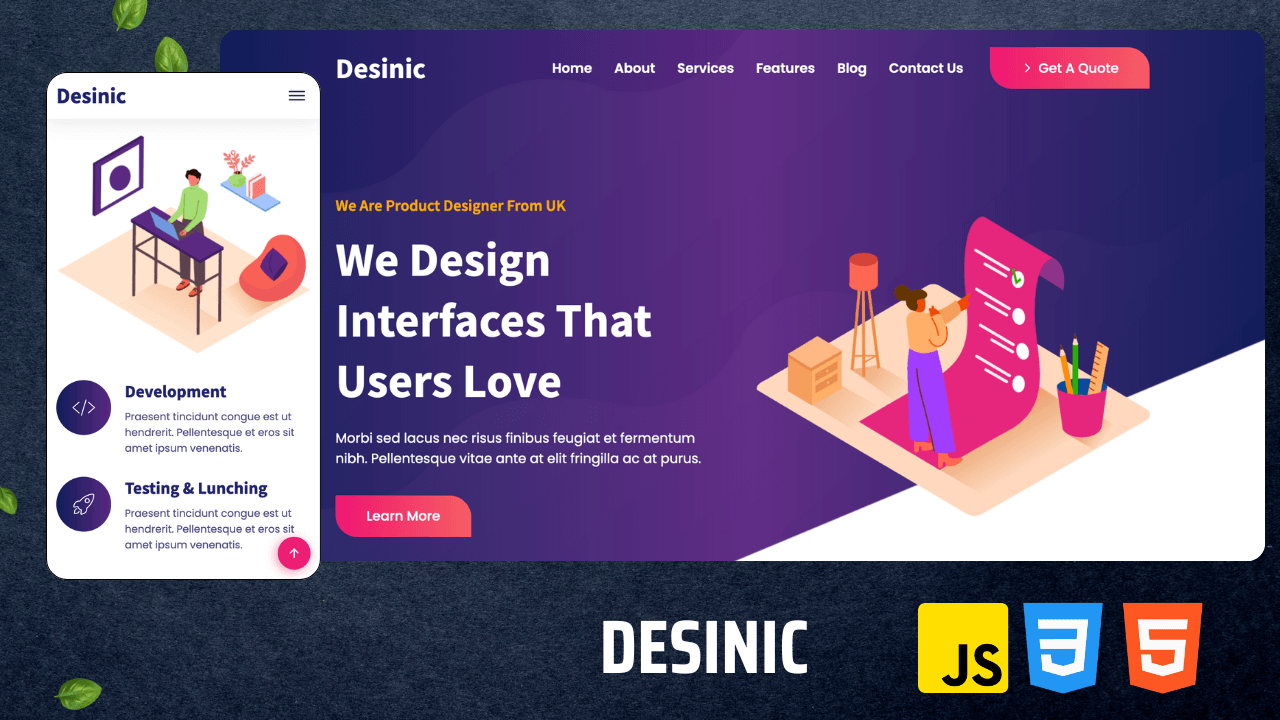 Desinic
Development
Praesent tincidunt congue est ut
hendrerit. Pellentesque et eros sit
amet ipsum venenatis.
Testing & Lunching
Praesent tincidunt congue est ut
hendrerit. Pellentesque et eros sit
amet ipsum venenatis.
Desinic
Home About Services Features Blog Contact Us
Get A Quote
We Are Product Designer From UK
We Design
Interfaces That
Users Love
Morbi sed lacus nec risus finibus feugiat et fermentum
nibh. Pellentesque vitae ante at elit fringilla ac at purus.
Learn More
DESINIC
JS
3
5